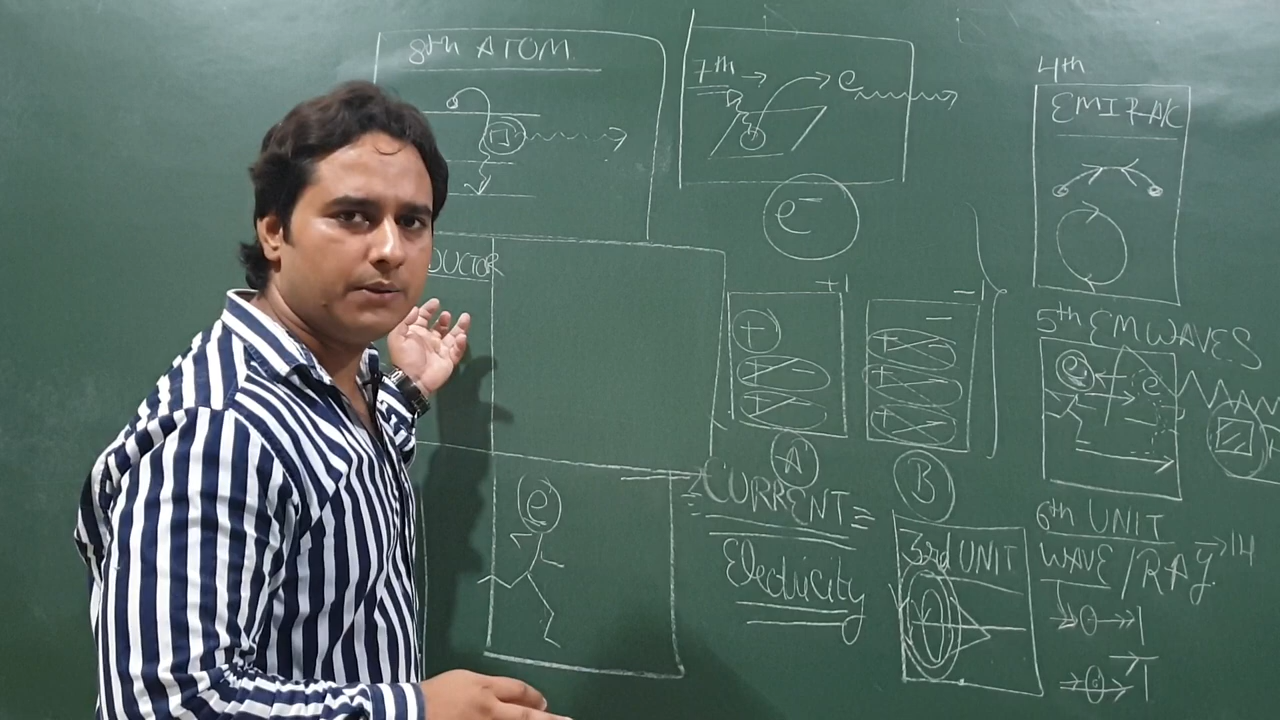 8th ATOM
7th →
e
e⁻
4th
EMI & AC
DUCTOR
+1
-1
+
-
+ -
+ -
+ -
+ -
+ -
A
B
5th EM WAVES
e
e
e
CURRENT
Electricity
3rd UNIT
6th UNIT
WAVE / RAY → 14